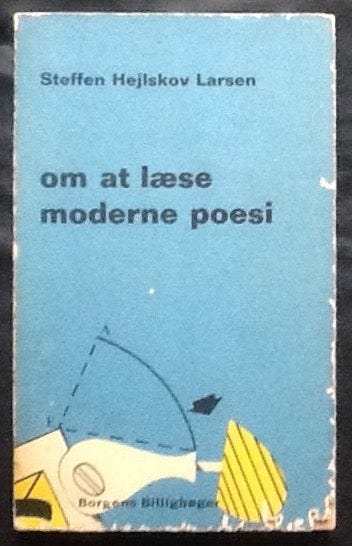 Steffen Hejlskov Larsen
om at læse
moderne poesi
A
Borgens Billigbøger